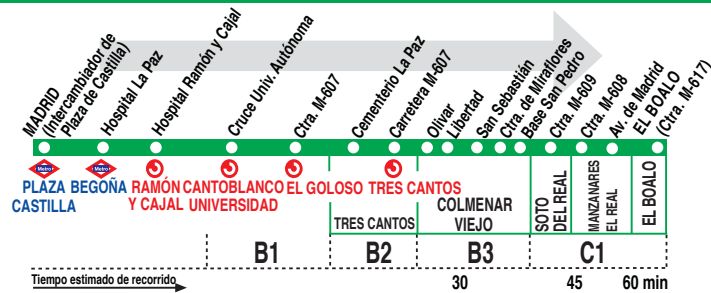 MADRID
(Intercambiador de
Plaza de Castilla)
Hospital La Paz
Hospital Ramón y Cajal
Cruce Univ. Autónoma
Ctra. M-607
Cementerio La Paz
Carretera M-607
Olivar
Libertad
San Sebastián
Ctra. de Miraflores
Base San Pedro
Ctra. M-609
Ctra. M-608
Av. de Madrid
EL BOALO
(Ctra. M-617)
Metro
Metro
PLAZA
CASTILLA
BEGOÑA
RAMÓN
Y CAJAL
CANTOBLANCO
UNIVERSIDAD
EL GOLOSO
TRES CANTOS
TRES CANTOS
COLMENAR
VIEJO
SOTO
DEL REAL
MANZANARES
EL REAL
EL BOALO
B1
B2
B3
C1
Tiempo estimado de recorrido
30
45
60 min